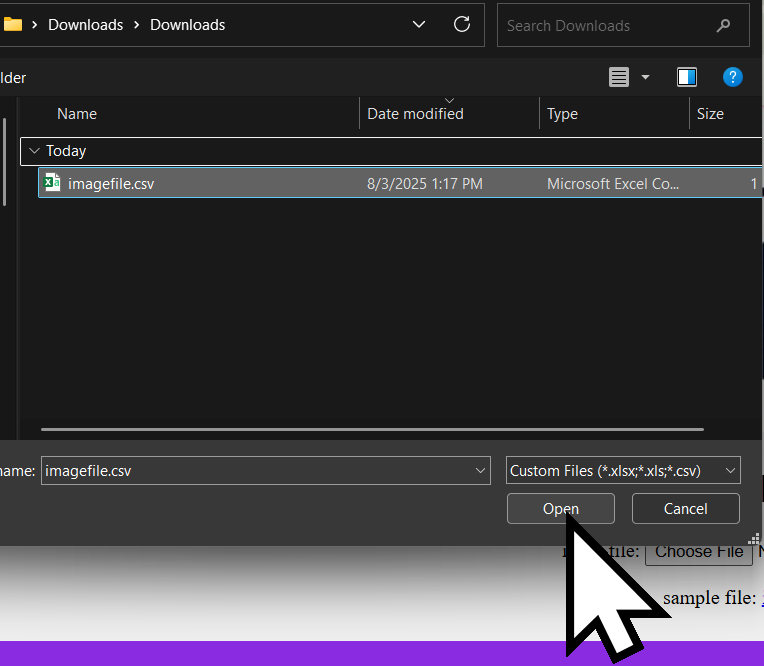 Downloads Downloads Search Downloads
lder
Name Date modified Type Size
Today
imagefile.csv 8/3/2025 1:17 PM Microsoft Excel Co... 1
name: imagefile.csv Custom Files (*.xlsx;*.xls;*.csv)
Open Cancel
file: Choose File
sample file: